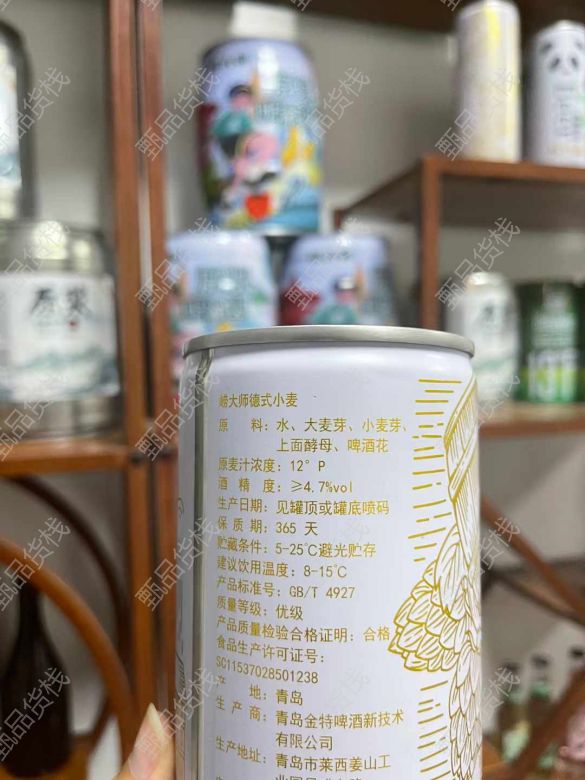 崂大师德式小麦
原 料：水、大麦芽、小麦芽、
上面酵母、啤酒花
原麦汁浓度：12°P
酒 精 度：≥4.7%vol
生产日期：见罐顶或罐底喷码
保 质 期：365 天
贮藏条件：5-25℃避光贮存
建议饮用温度：8-15℃
产品标准号：GB/T 4927
质量等级：优级
产品质量检验合格证明：合格
食品生产许可证号：
SC11537028501238
产 地：青岛
生 产 商：青岛金特啤酒新技术
有限公司
生产地址：青岛市莱西姜山工
原浆
甄品货栈